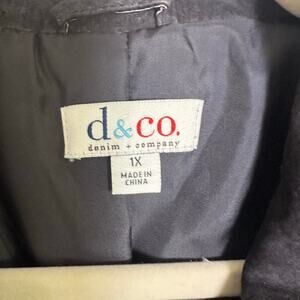 d&co.
denim + company
1X
MADE IN
CHINA